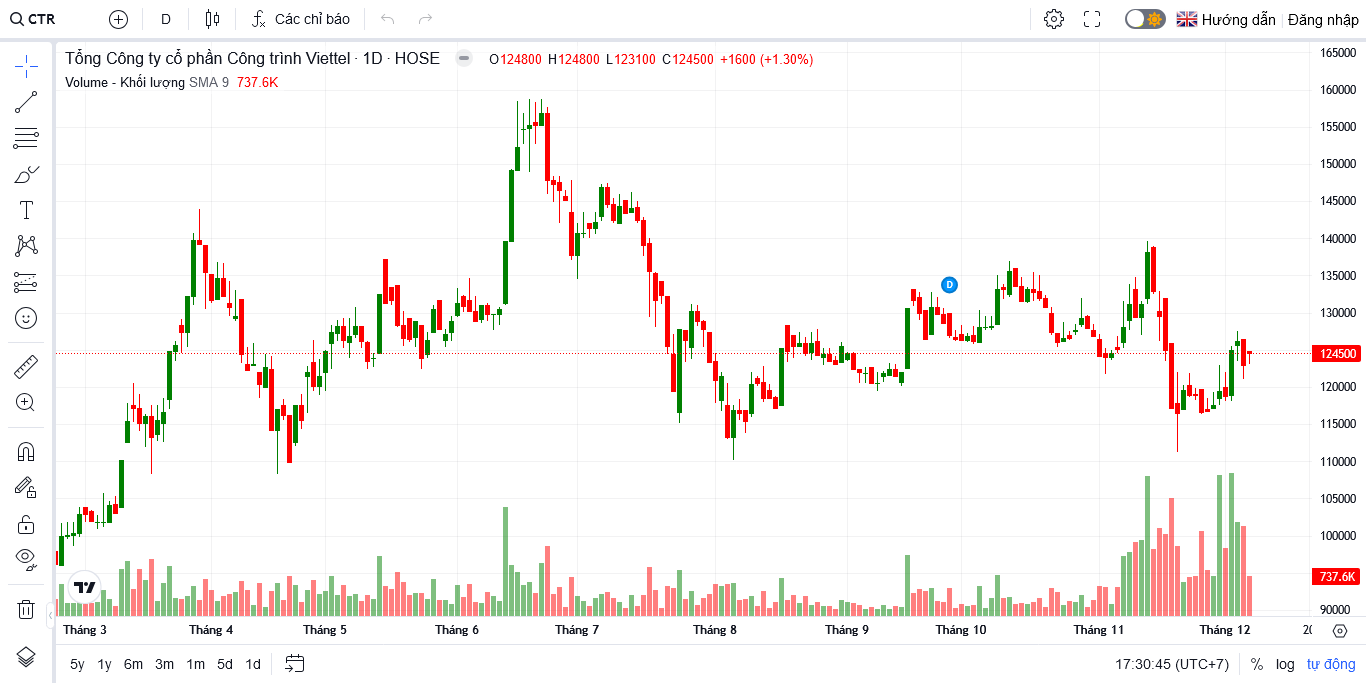 CTR D Các chỉ báo Hướng dẫn Đăng nhập
Tổng Công ty cổ phần Công trình Viettel · 1D · HOSE O124800 H124800 L123100 C124500 +1600 (+1.30%)
Volume - Khối lượng SMA 9 737.6K
165000
160000
155000
150000
145000
140000
135000
D
130000
124500
120000
115000
110000
105000
100000
737.6K
90000
Tháng 3 Tháng 4 Tháng 5 Tháng 6 Tháng 7 Tháng 8 Tháng 9 Tháng 10 Tháng 11 Tháng 12
5y 1y 6m 3m 1m 5d 1d 17:30:45 (UTC+7) % log tự động